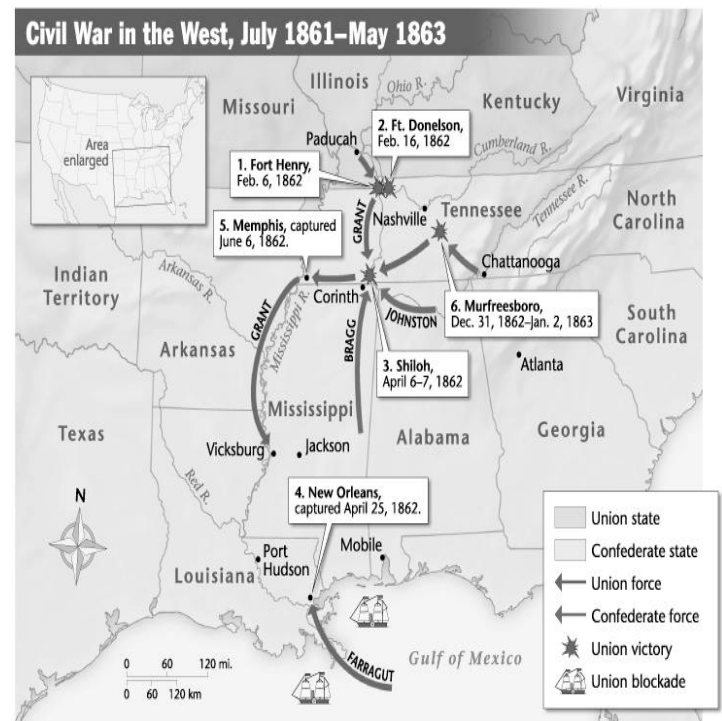 Civil War in the West, July 1861–May 1863
Illinois
Ohio R.
Missouri
Kentucky
Virginia
Area
enlarged
Paducah
2. Ft. Donelson,
Feb. 16, 1862
Cumberland R.
1. Fort Henry,
Feb. 6, 1862
GRANT
Nashville
Tennessee
Tennessee R.
North
Carolina
5. Memphis, captured
June 6, 1862.
Chattanooga
Indian
Territory
Arkansas R.
Corinth
6. Murfreesboro,
Dec. 31, 1862–Jan. 2, 1863
GRANT
Mississippi R.
BRAGG
JOHNSTON
South
Carolina
Arkansas
3. Shiloh,
April 6–7, 1862
Atlanta
Mississippi
Texas
Alabama
Georgia
Vicksburg
Jackson
Red R.
N
4. New Orleans,
captured April 25, 1862.
Port
Hudson
Mobile
Louisiana
FARRAGUT
Gulf of Mexico
0 60 120 mi.
0 60 120 km
Union state
Confederate state
Union force
Confederate force
Union victory
Union blockade